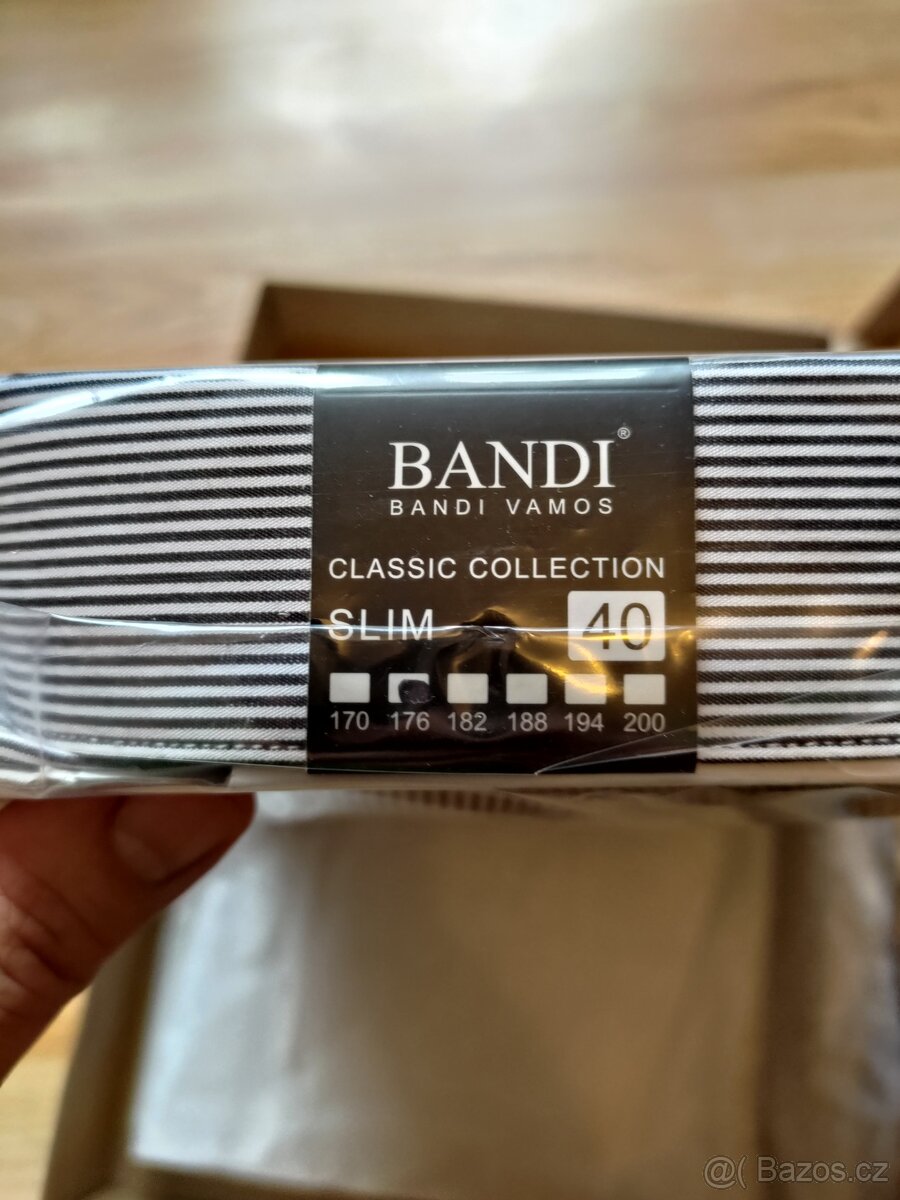 BANDI®
BANDI VAMOS
CLASSIC COLLECTION
SLIM 40
170 176 182 188 194 200
@( Bazos.cz